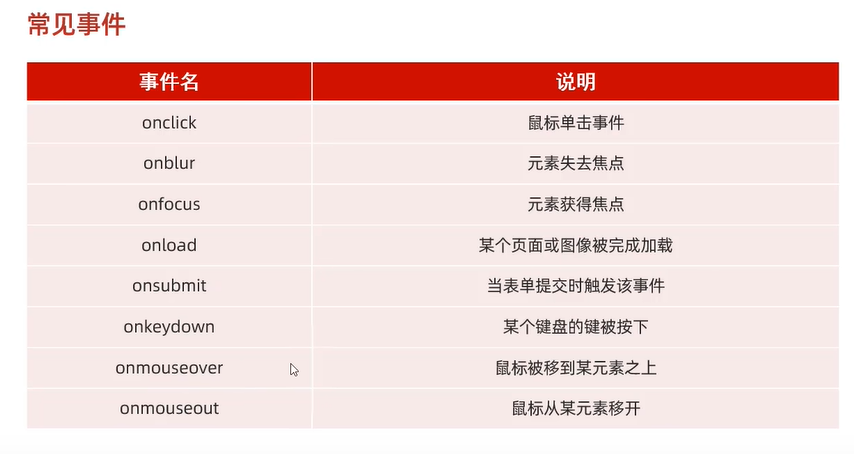 常见事件
事件名 说明
onclick 鼠标单击事件
onblur 元素失去焦点
onfocus 元素获得焦点
onload 某个页面或图像被完成加载
onsubmit 当表单提交时触发该事件
onkeydown 某个键盘的键被按下
onmouseover 鼠标被移到某元素之上
onmouseout 鼠标从某元素移开